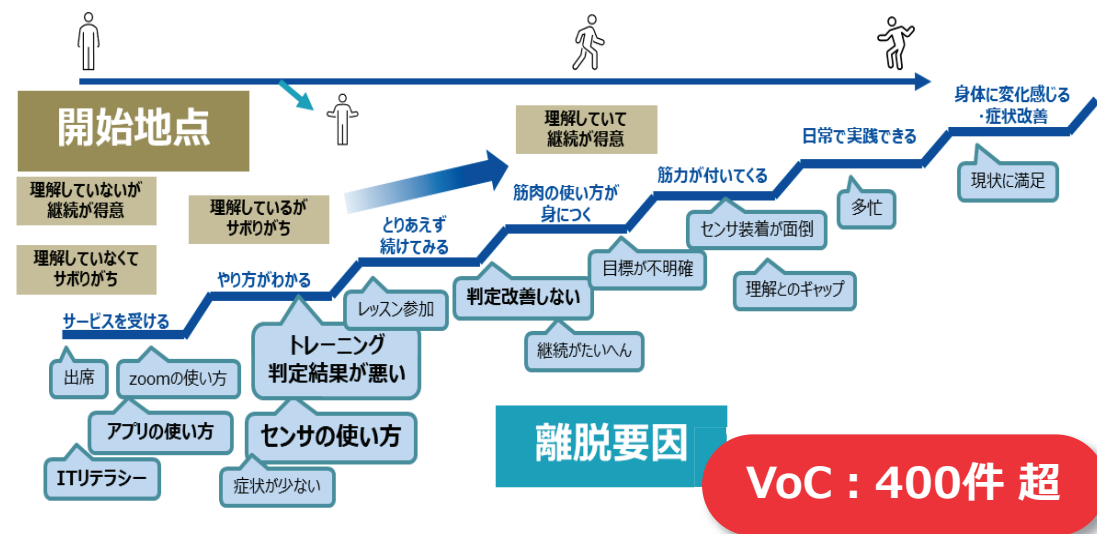 開始地点
理解していないが
継続が得意
理解していなくて
サボりがち
理解しているが
サボりがち
理解していて
継続が得意
サービスを受ける
やり方がわかる
とりあえず
続けてみる
筋肉の使い方が
身につく
筋力が付いてくる
日常で実践できる
身体に変化感じる
・症状改善
出席
zoomの使い方
アプリの使い方
ITリテラシー
トレーニング
判定結果が悪い
センサの使い方
症状が少ない
レッスン参加
判定改善しない
継続がたいへん
目標が不明確
センサ装着が面倒
理解とのギャップ
多忙
現状に満足
離脱要因
VoC：400件 超